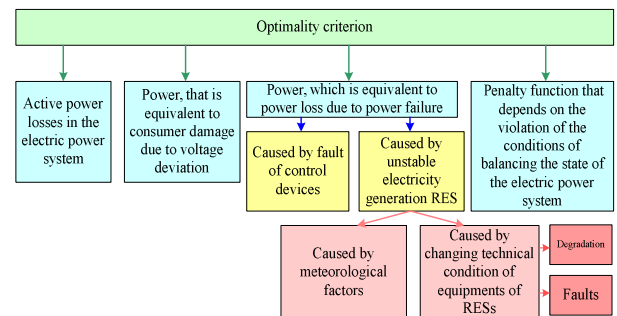 Optimality criterion
Active power
losses in the
electric power
system
Power, that is
equivalent to
consumer damage
due to voltage
deviation
Power, which is equivalent to
power loss due to power failure
Penalty function that
depends on the
violation of the
conditions of
balancing the state of
the electric power
system
Caused by fault
of control
devices
Caused by
unstable
electricity
generation RES
Caused by
meteorological
factors
Caused by
changing technical
condition of
equipments of
RESs
Degradation
Faults